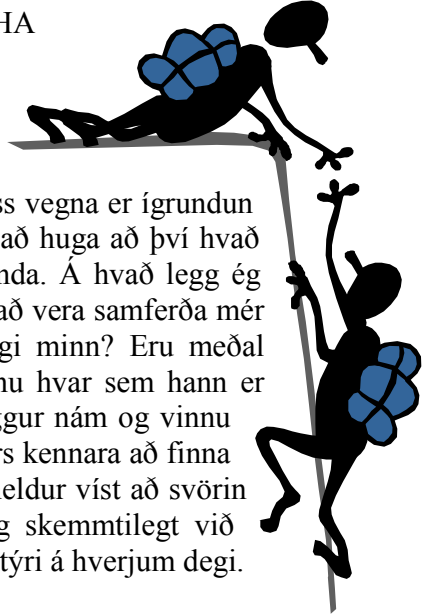 HA
ss vegna er ígrundun
að huga að því hvað
nda. Á hvað legg ég
að vera samferða mér
gi minn? Eru meðal
nu hvar sem hann er
ggur nám og vinnu
rs kennara að finna
heldur víst að svörin
g skemmtilegt við
týri á hverjum degi.